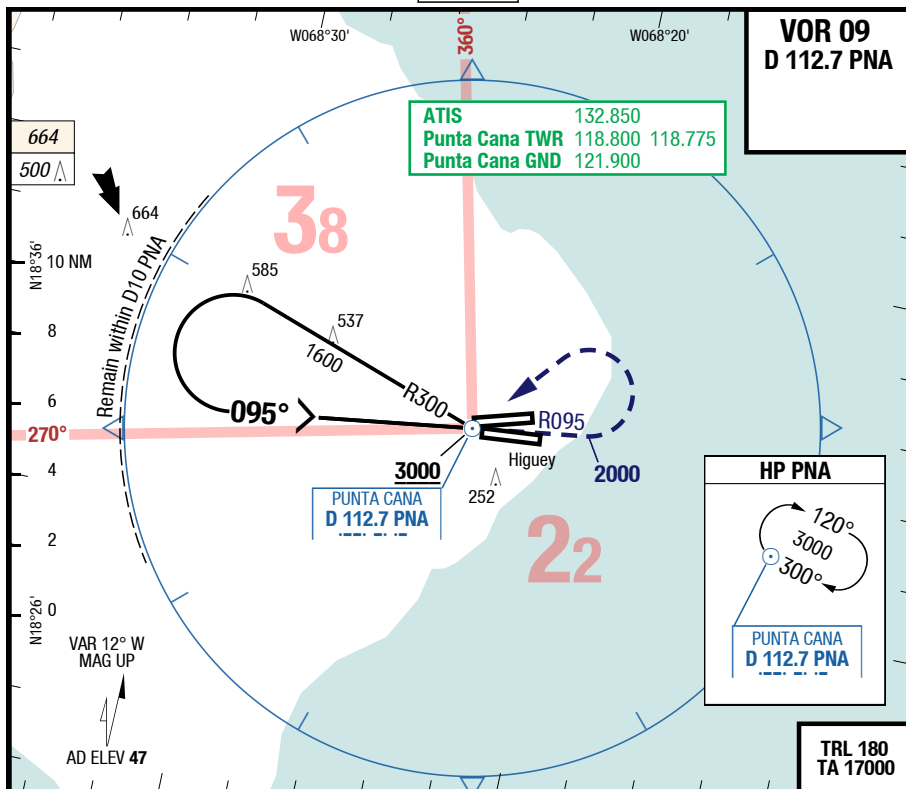 W068°30'
W068°20'
VOR 09
D 112.7 PNA
360°
ATIS 132.850
Punta Cana TWR 118.800 118.775
Punta Cana GND 121.900
664
500
664
38
N18°36'
10 NM
Remain within D10 PNA
585
537
8
1600
6
R300
095°
R095
270°
Higuey
4
3000
2000
252
PUNTA CANA
D 112.7 PNA
HP PNA
120°
3000
300°
22
2
N18°26'
0
PUNTA CANA
D 112.7 PNA
VAR 12° W
MAG UP
AD ELEV 47
TRL 180
TA 17000